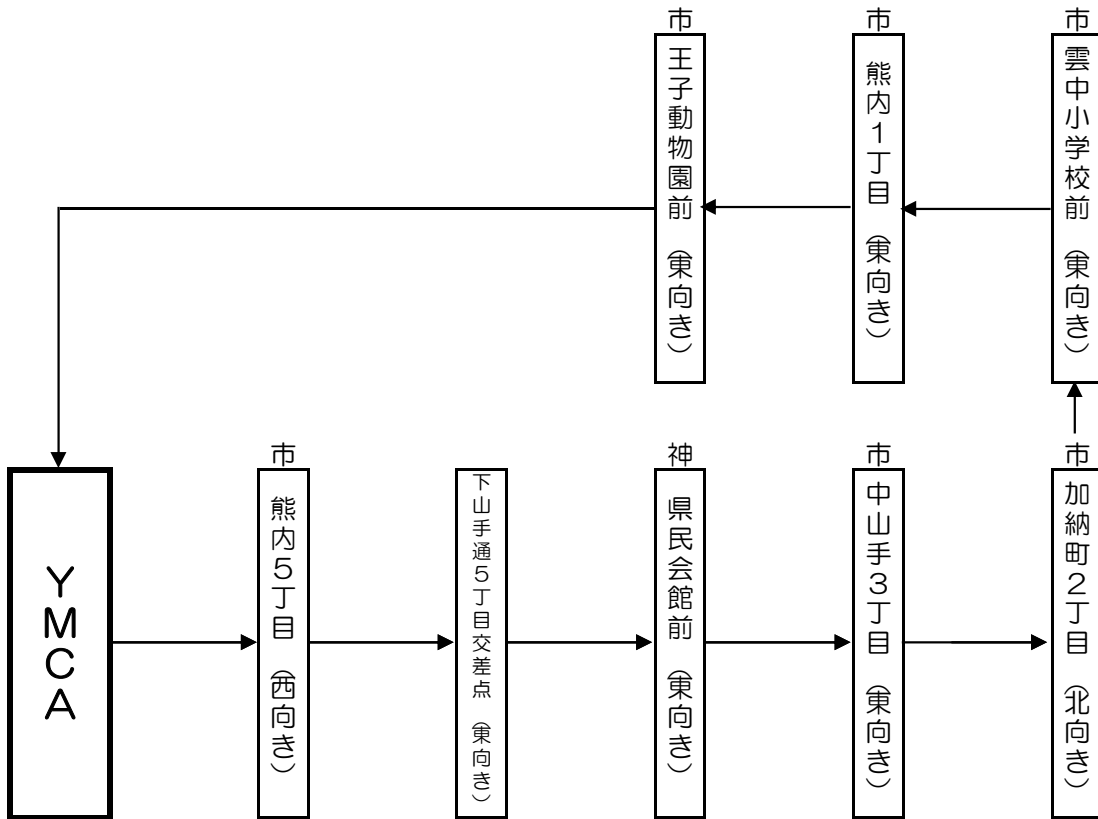 市
王子動物園前 （東向き）
市
熊内１丁目 （東向き）
市
雲中小学校前 （東向き）
YMCA
市
熊内５丁目 （西向き）
下山手通５丁目交差点 （東向き）
神
県民会館前 （東向き）
市
中山手３丁目 （東向き）
市
加納町２丁目 （北向き）